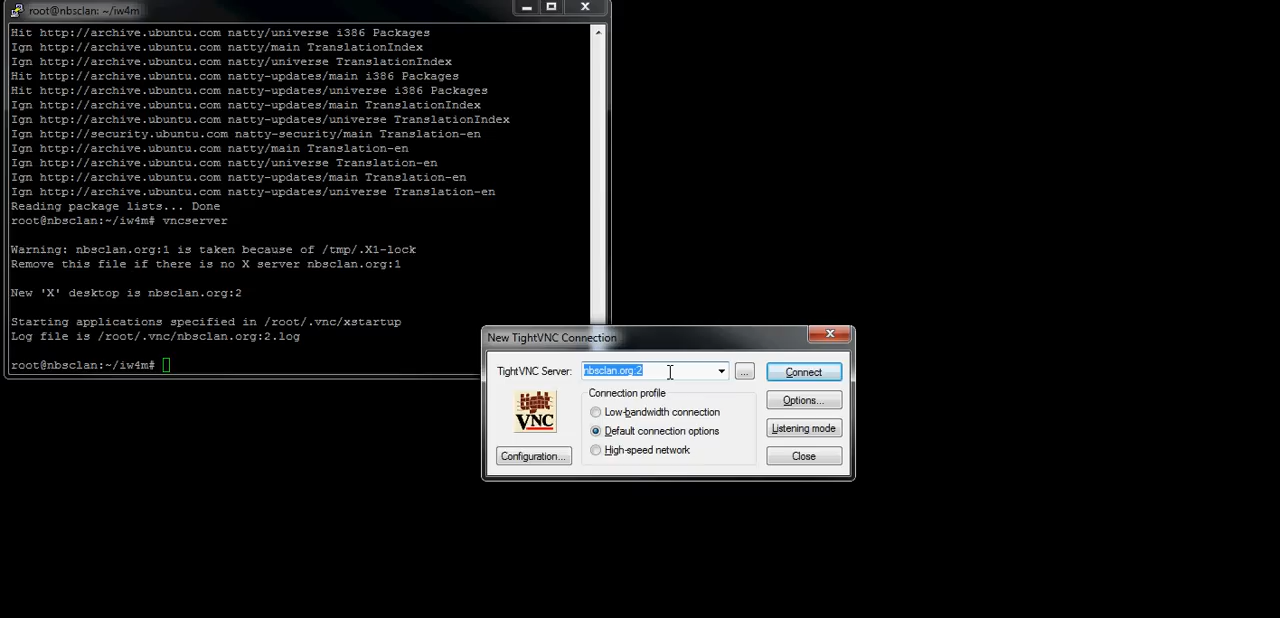 root@nbsclan: ~/iw4m
Hit http://archive.ubuntu.com natty/universe i386 Packages
Ign http://archive.ubuntu.com natty/main TranslationIndex
Ign http://archive.ubuntu.com natty/universe TranslationIndex
Hit http://archive.ubuntu.com natty-updates/main i386 Packages
Hit http://archive.ubuntu.com natty-updates/universe i386 Packages
Ign http://archive.ubuntu.com natty-updates/main TranslationIndex
Ign http://archive.ubuntu.com natty-updates/universe TranslationIndex
Ign http://security.ubuntu.com natty-security/main Translation-en
Ign http://archive.ubuntu.com natty/main Translation-en
Ign http://archive.ubuntu.com natty/universe Translation-en
Ign http://archive.ubuntu.com natty-updates/main Translation-en
Ign http://archive.ubuntu.com natty-updates/universe Translation-en
Reading package lists... Done
root@nbsclan:~/iw4m# vncserver
Warning: nbsclan.org:1 is taken because of /tmp/.X1-lock
Remove this file if there is no X server nbsclan.org:1
New 'X' desktop is nbsclan.org:2
Starting applications specified in /root/.vnc/xstartup
Log file is /root/.vnc/nbsclan.org:2.log
root@nbsclan:~/iw4m#
New TightVNC Connection
TightVNC Server: nbsclan.org:2 ... Connect
Connection profile
Low-bandwidth connection
Default connection options
High-speed network
tight VNC
Configuration...
Options...
Listening mode
Close